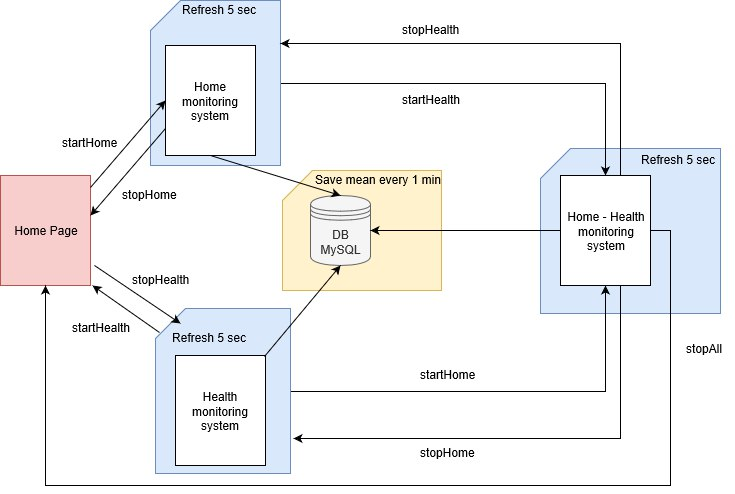 Refresh 5 sec
stopHealth
Home
monitoring
system
startHealth
startHome
stopHome
Save mean every 1 min
Refresh 5 sec
Home Page
DB
MySQL
Home - Health
monitoring
system
stopHealth
startHealth
Refresh 5 sec
stopAll
startHome
Health
monitoring
system
stopHome